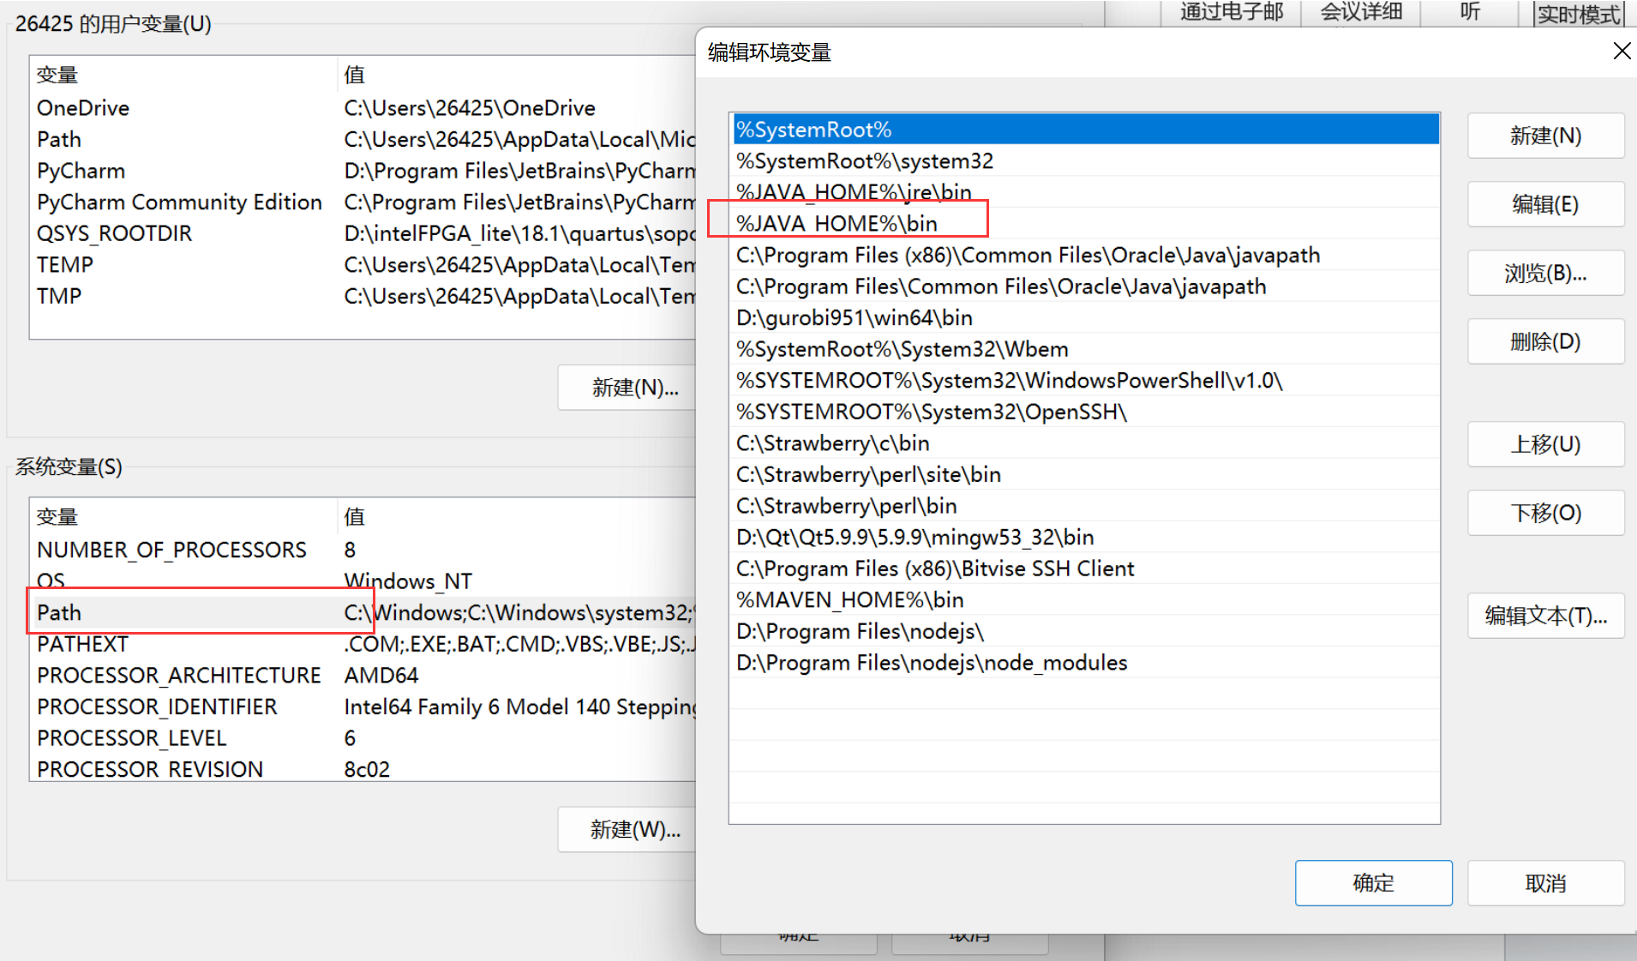 通过电子邮
会议详细
听
实时模式
26425 的用户变量(U)
变量
值
OneDrive
C:\Users\26425\OneDrive
Path
C:\Users\26425\AppData\Local\Mic
PyCharm
D:\Program Files\JetBrains\PyCharm
PyCharm Community Edition
C:\Program Files\JetBrains\PyCharm
QSYS_ROOTDIR
D:\intelFPGA_lite\18.1\quartus\sopc
TEMP
C:\Users\26425\AppData\Local\Tem
TMP
C:\Users\26425\AppData\Local\Tem
新建(N)...
系统变量(S)
变量
值
NUMBER_OF_PROCESSORS
8
OS
Windows_NT
Path
C:\Windows;C:\Windows\system32;%
PATHEXT
.COM;.EXE;.BAT;.CMD;.VBS;.VBE;.JS;.J
PROCESSOR_ARCHITECTURE
AMD64
PROCESSOR_IDENTIFIER
Intel64 Family 6 Model 140 Stepping
PROCESSOR_LEVEL
6
PROCESSOR_REVISION
8c02
新建(W)...
确定
取消
编辑环境变量
%SystemRoot%
%SystemRoot%\system32
%JAVA_HOME%\jre\bin
%JAVA_HOME%\bin
C:\Program Files (x86)\Common Files\Oracle\Java\javapath
C:\Program Files\Common Files\Oracle\Java\javapath
D:\gurobi951\win64\bin
%SystemRoot%\System32\Wbem
%SYSTEMROOT%\System32\WindowsPowerShell\v1.0\
%SYSTEMROOT%\System32\OpenSSH\
C:\Strawberry\c\bin
C:\Strawberry\perl\site\bin
C:\Strawberry\perl\bin
D:\Qt\Qt5.9.9\5.9.9\mingw53_32\bin
C:\Program Files (x86)\Bitvise SSH Client
%MAVEN_HOME%\bin
D:\Program Files\nodejs\
D:\Program Files\nodejs\node_modules
新建(N)
编辑(E)
浏览(B)...
删除(D)
上移(U)
下移(O)
编辑文本(T)...
确定
取消